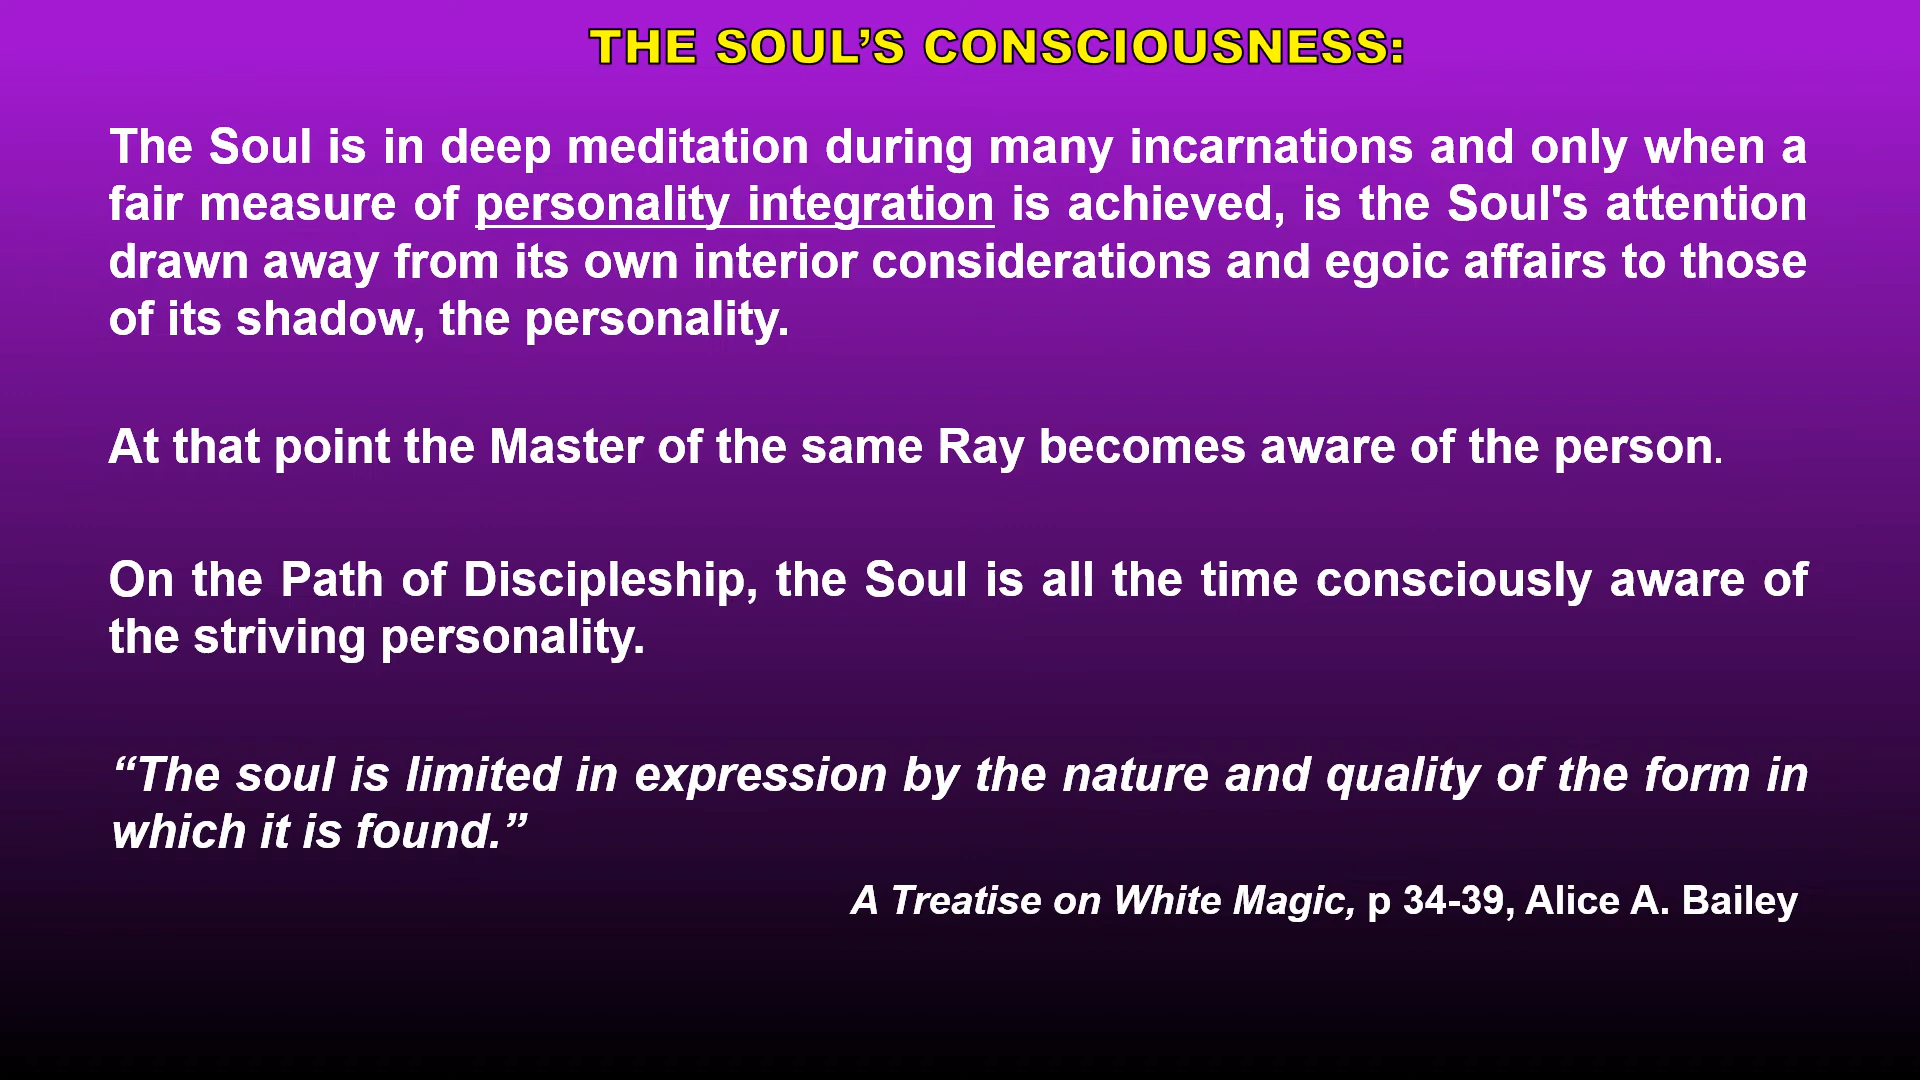 THE SOUL’S CONSCIOUSNESS:
The Soul is in deep meditation during many incarnations and only when a
fair measure of personality integration is achieved, is the Soul's attention
drawn away from its own interior considerations and egoic affairs to those
of its shadow, the personality.
At that point the Master of the same Ray becomes aware of the person.
On the Path of Discipleship, the Soul is all the time consciously aware of
the striving personality.
“The soul is limited in expression by the nature and quality of the form in
which it is found.”
A Treatise on White Magic, p 34-39, Alice A. Bailey